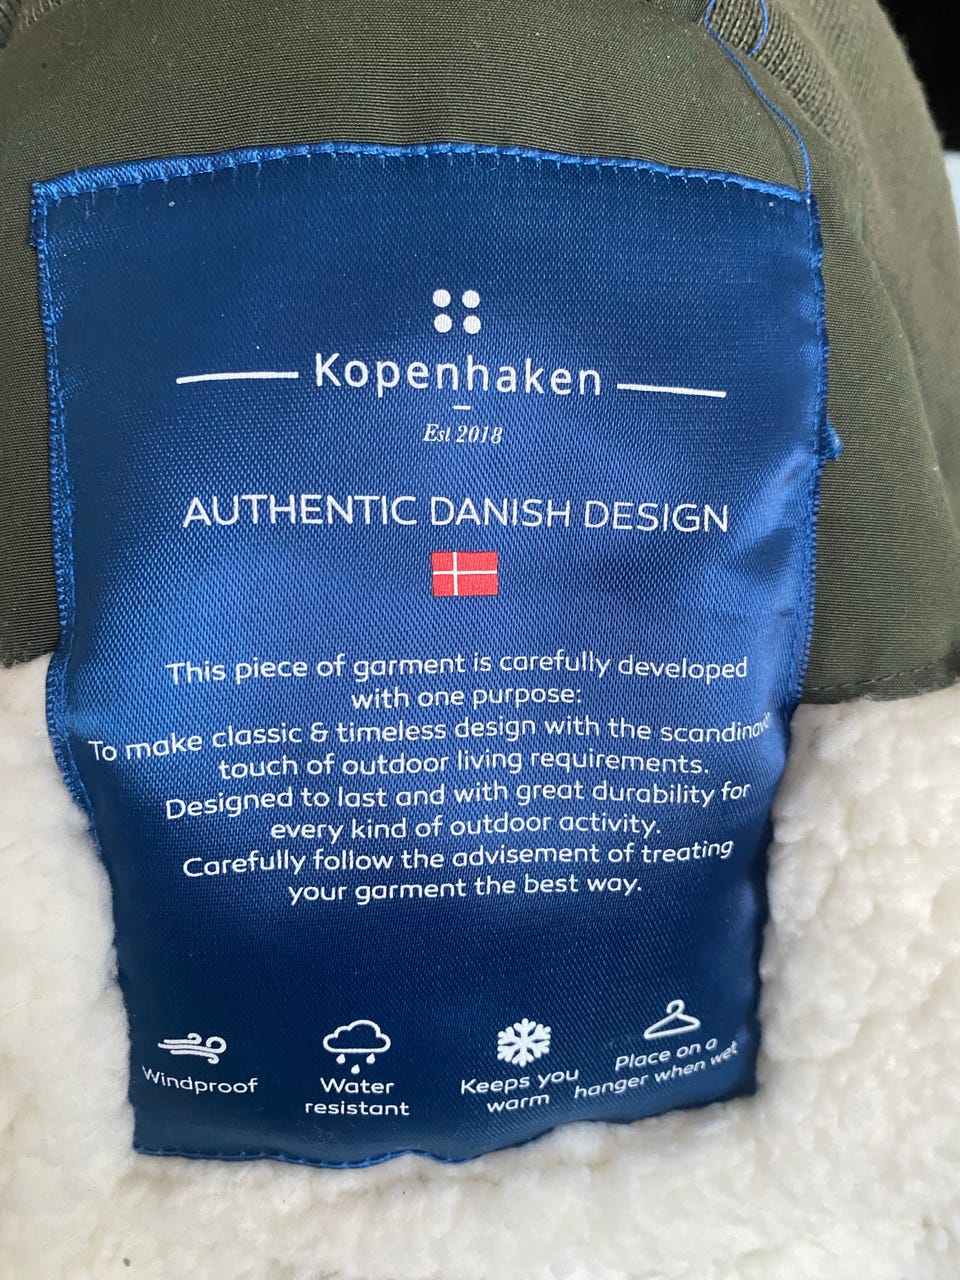 Kopenhaken
Est 2018
AUTHENTIC DANISH DESIGN
This piece of garment is carefully developed
with one purpose:
To make classic & timeless design with the
touch of outdoor living requirements.
Designed to last and with great durability for
every kind of outdoor activity.
Carefully follow the advisement of treating
your garment the best way.
Windproof
Water
resistant
Keeps you
warm
Place on a
hanger when wet